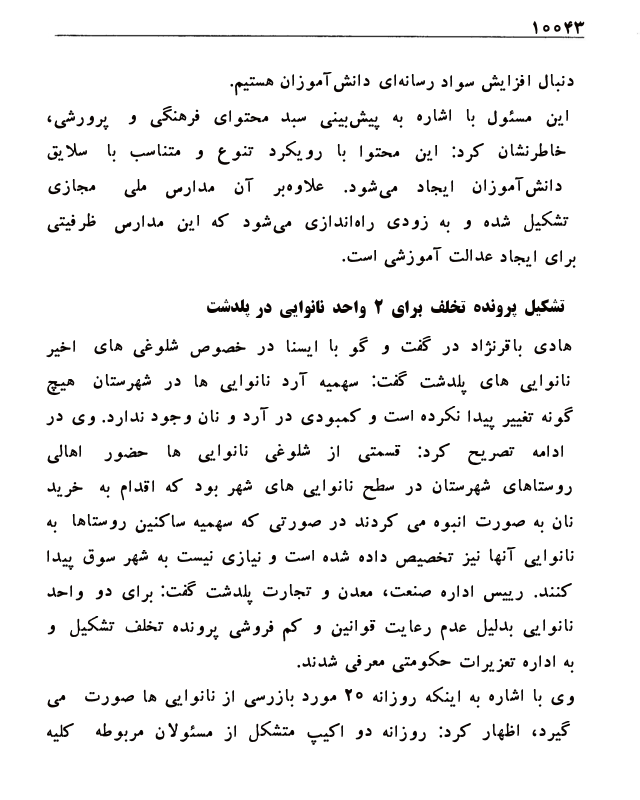 ۱۰۰۴۳
دنبال افزایش سواد رسانه‌ای دانش‌آموزان هستیم.
این مسئول با اشاره به پیش‌بینی سبد محتوای فرهنگی و پرورشی،
خاطرنشان کرد: این محتوا با رویکرد تنوع و متناسب با سلایق
دانش‌آموزان ایجاد می‌شود. علاوه‌بر آن مدارس ملی مجازی
تشکیل شده و به زودی راه‌اندازی می‌شود که این مدارس ظرفیتی
برای ایجاد عدالت آموزشی است.
تشکیل پرونده تخلف برای ۲ واحد نانوایی در پلدشت
هادی باقرنژاد در گفت و گو با ایسنا در خصوص شلوغی های اخیر
نانوایی های پلدشت گفت: سهمیه آرد نانوایی ها در شهرستان هیچ
گونه تغییر پیدا نکرده است و کمبودی در آرد و نان وجود ندارد. وی در
ادامه تصریح کرد: قسمتی از شلوغی نانوایی ها حضور اهالی
روستاهای شهرستان در سطح نانوایی های شهر بود که اقدام به خرید
نان به صورت انبوه می کردند در صورتی که سهمیه ساکنین روستاها به
نانوایی آنها نیز تخصیص داده شده است و نیازی نیست به شهر سوق پیدا
کنند. رییس اداره صنعت، معدن و تجارت پلدشت گفت: برای دو واحد
نانوایی بدلیل عدم رعایت قوانین و کم فروشی پرونده تخلف تشکیل و
به اداره تعزیرات حکومتی معرفی شدند.
وی با اشاره به اینکه روزانه ۲۵ مورد بازرسی از نانوایی ها صورت می
گیرد، اظهار کرد: روزانه دو اکیپ متشکل از مسئولان مربوطه کلیه